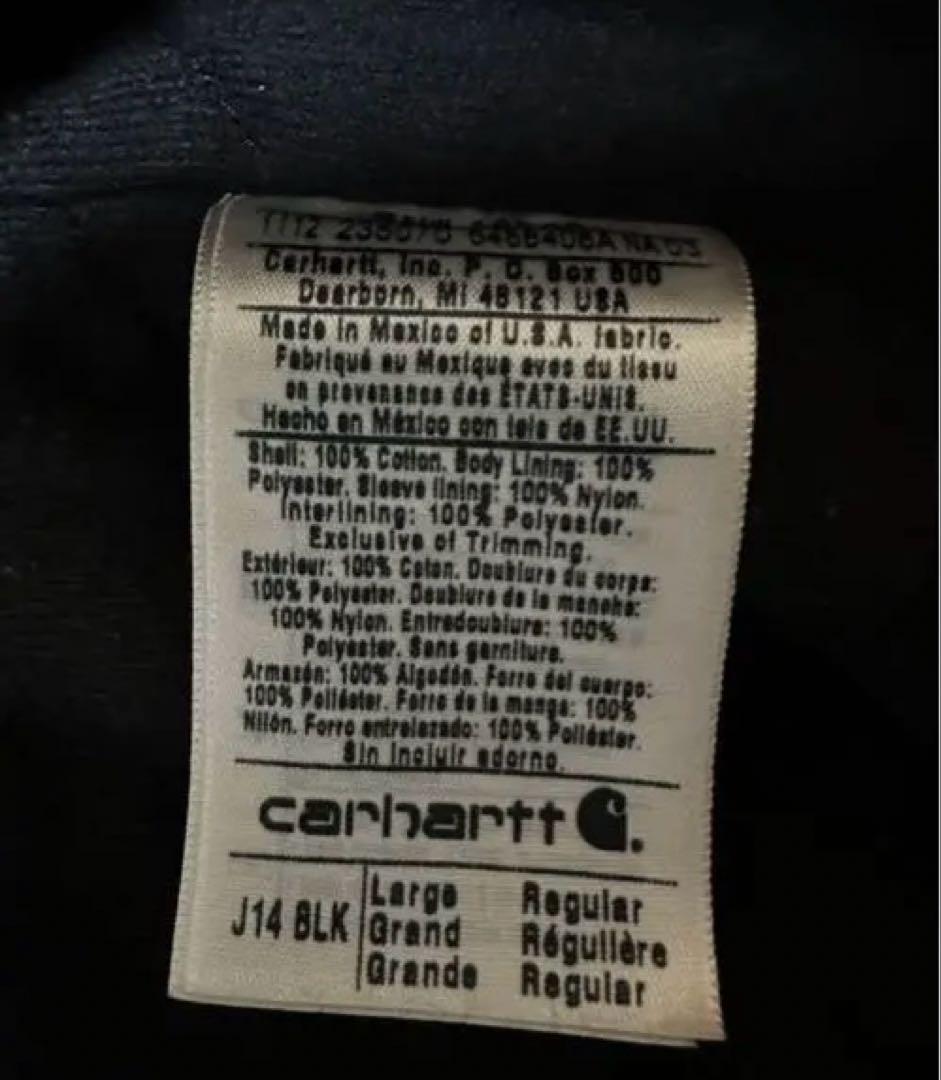 Carhartt, Inc. P. O. Box 600
Dearborn, MI 48121 USA
Made in Mexico of U.S.A. fabric.
Fabriqué au Mexique avec du tissu
en provenance des ÉTATS-UNIS.
Hecho en México con tela de EE.UU.
Shell: 100% Cotton. Body Lining: 100%
Polyester. Sleeve lining: 100% Nylon.
Interlining: 100% Polyester.
Exclusive of Trimming.
Extérieur: 100% Coton. Doublure du corps:
100% Polyester. Doublure de la manche:
100% Nylon. Entredoublure: 100%
Polyester. Sans garniture.
Armazón: 100% Algodón. Forro del cuerpo:
100% Poliéster. Forro de la manga: 100%
Nilón. Forro entrelazado: 100% Poliéster.
Sin incluir adorno.
carhartt
J14 BLK
Large Regular
Grand Régulière
Grande Regular